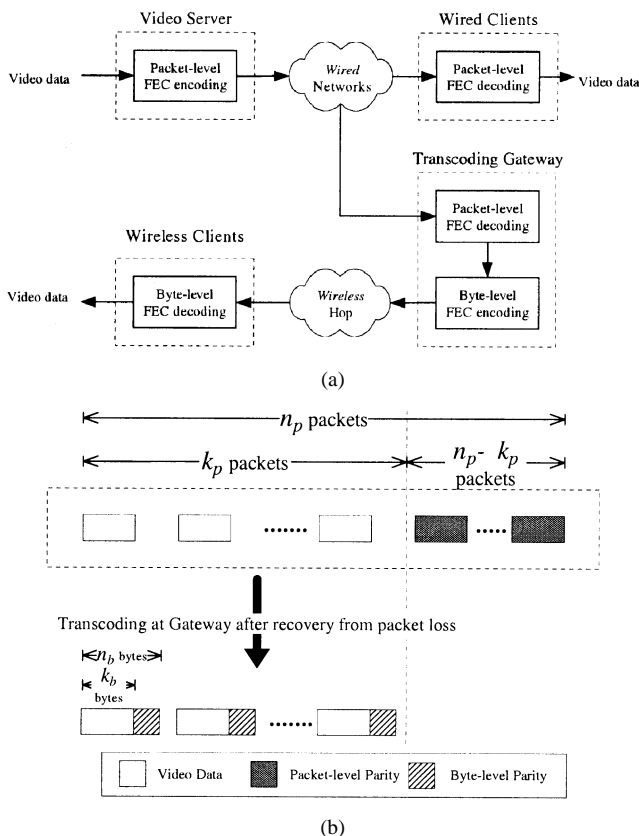 Video Server
Wired Clients
Video data
Packet-level
FEC encoding
Wired
Networks
Packet-level
FEC decoding
Video data
Transcoding Gateway
Packet-level
FEC decoding
Wireless Clients
Video data
Byte-level
FEC decoding
Wireless
Hop
Byte-level
FEC encoding
(a)
n_p packets
k_p packets
n_p- k_p
packets
.......
.....
Transcoding at Gateway after recovery from packet loss
n_b bytes
k_b
bytes
.......
Video Data
Packet-level Parity
Byte-level Parity
(b)